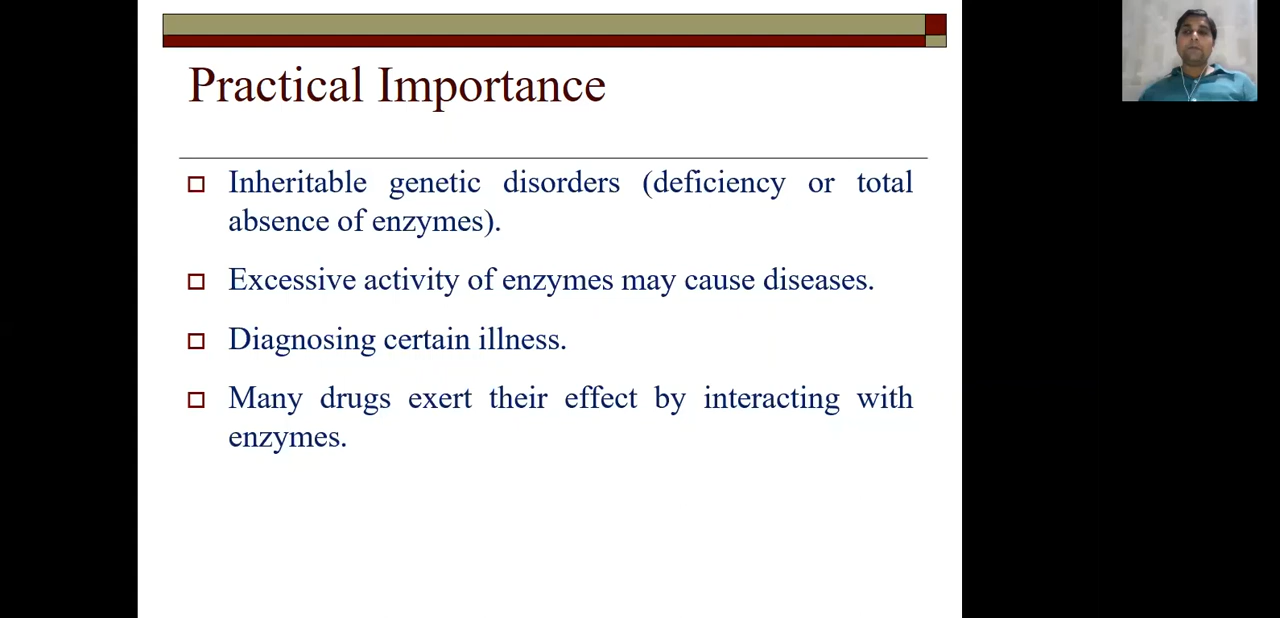 Practical Importance
Inheritable genetic disorders (deficiency or total
absence of enzymes).
Excessive activity of enzymes may cause diseases.
Diagnosing certain illness.
Many drugs exert their effect by interacting with
enzymes.